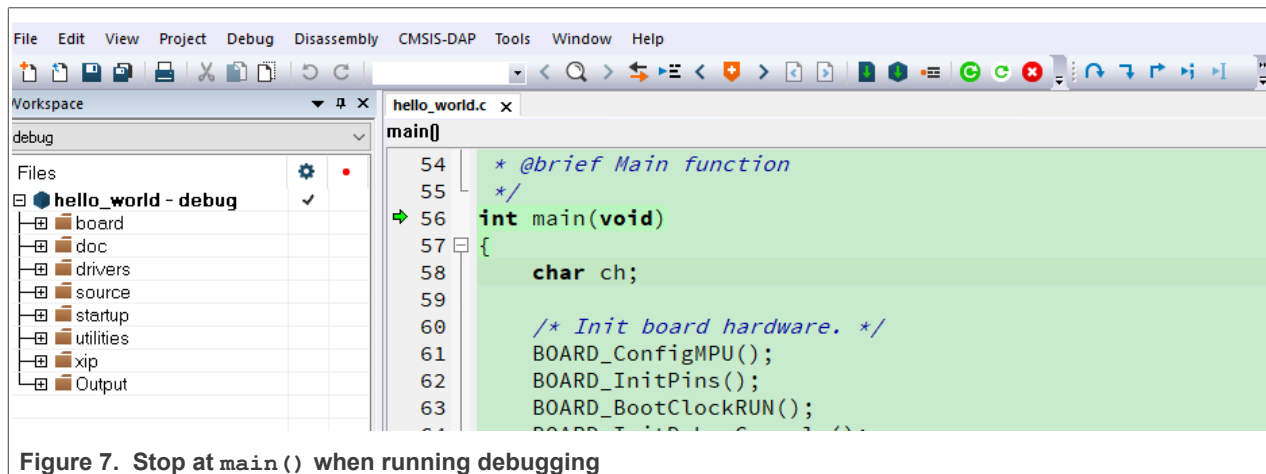 File Edit View Project Debug Disassembly CMSIS-DAP Tools Window Help
Workspace
debug
Files
hello_world - debug
board
doc
drivers
source
startup
utilities
xip
Output
hello_world.c x
main()
54 * @brief Main function
55 */
56 int main(void)
57 {
58 char ch;
59
60 /* Init board hardware. */
61 BOARD_ConfigMPU();
62 BOARD_InitPins();
63 BOARD_BootClockRUN();
Figure 7. Stop at main() when running debugging